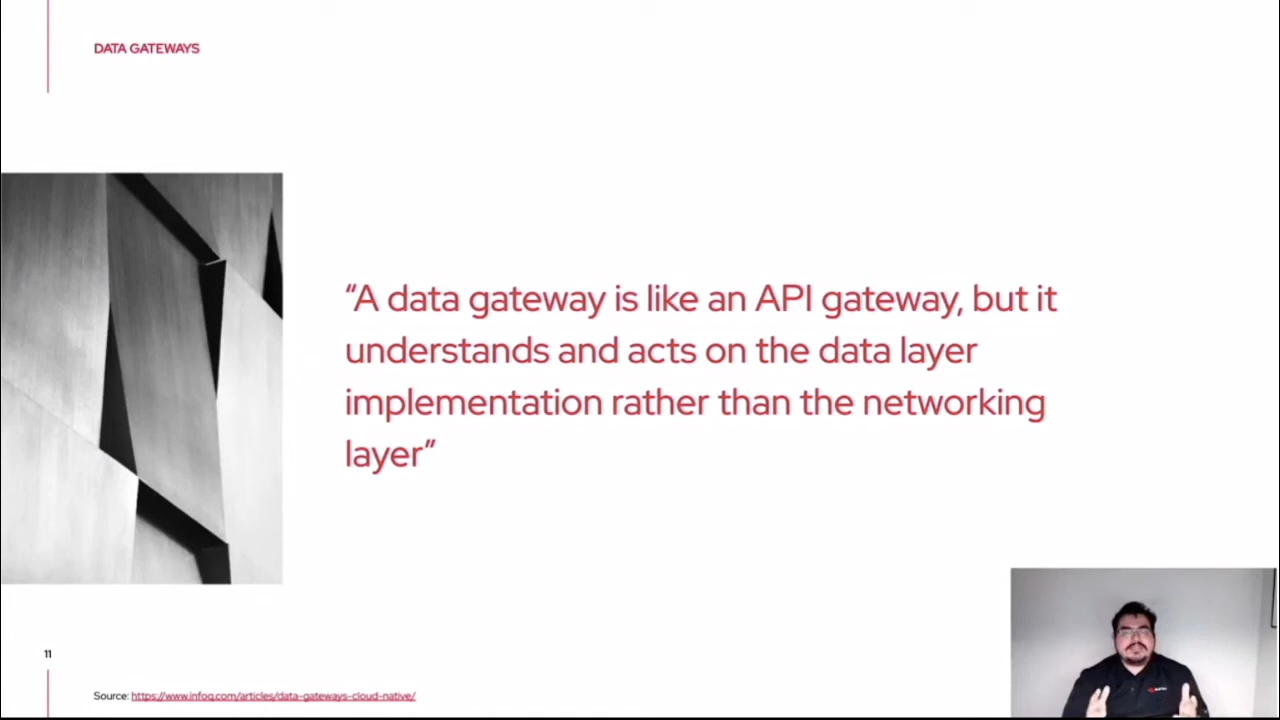 DATA GATEWAYS
“A data gateway is like an API gateway, but it
understands and acts on the data layer
implementation rather than the networking
layer”
11
Source: https://www.infoq.com/articles/data-gateways-cloud-native/